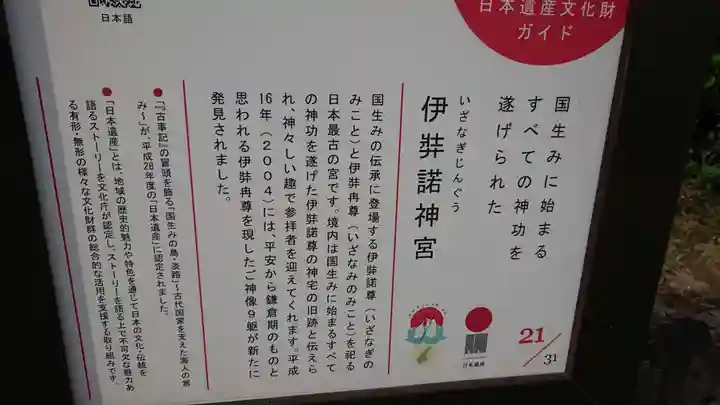 日本語
日本遺産文化財
ガイド
国生みに始まる
すべての神功を
遂げられた
いざなぎじんぐう
伊弉諾神宮
国生みの伝承に登場する伊弉諾尊(いざなぎの
みこと)と伊弉冉尊(いざなみのみこと)を祀る
日本最古の宮です。境内は国生みに始まるすべて
の神功を遂げた伊弉諾尊の神宅の旧跡と伝えら
れ、神々しい趣で参拝者を迎えてくれます。平成
16年(2004)には、平安から鎌倉期のものと
思われる伊弉冉尊を現したご神像9躯が新たに
発見されました。
●「『古事記』の冒頭を飾る「国生みの島・淡路」〜古代国家を支えた海人の営
み〜」が、平成28年度の「日本遺産」に認定されました。
●「日本遺産」とは、地域の歴史的魅力や特色を通じて日本の文化・伝統を
語るストーリーを文化庁が認定し、ストーリーを語る上で不可欠な魅力あ
る有形・無形の様々な文化財群の総合的な活用を支援する取り組みです。
日本遺産
21/31